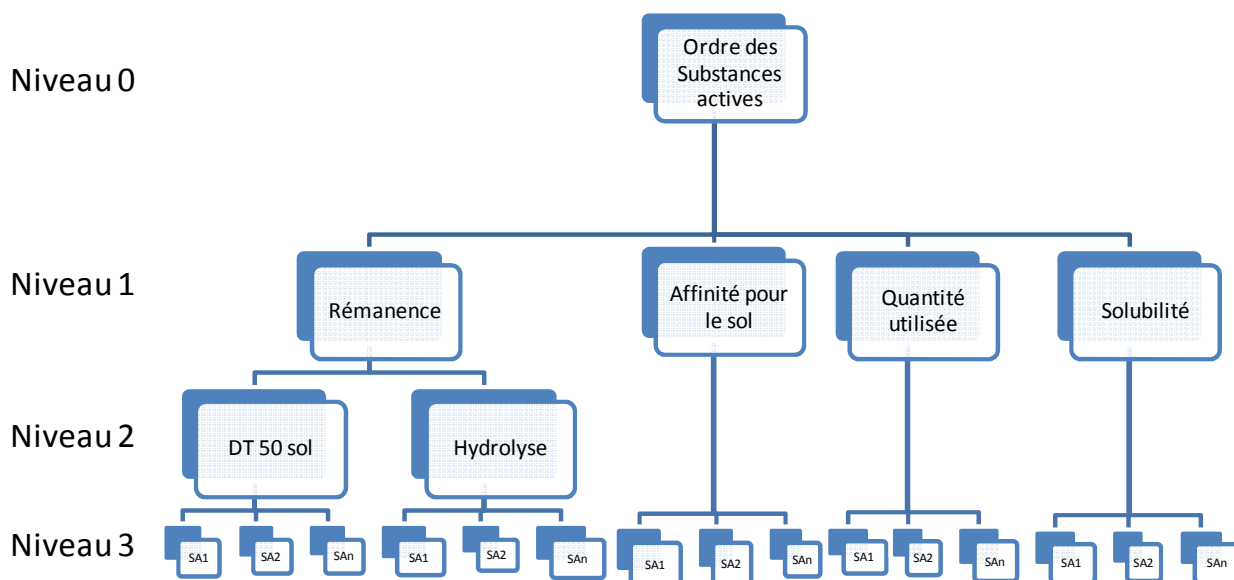 Niveau 0
Ordre des
Substances
actives
Niveau 1
Rémanence
Affinité pour
le sol
Quantité
utilisée
Solubilité
Niveau 2
DT 50 sol
Hydrolyse
Niveau 3
SA1
SA2
SAn
SA1
SA2
SAn
SA1
SA2
SAn
SA1
SA2
SAn
SA1
SA2
SAn